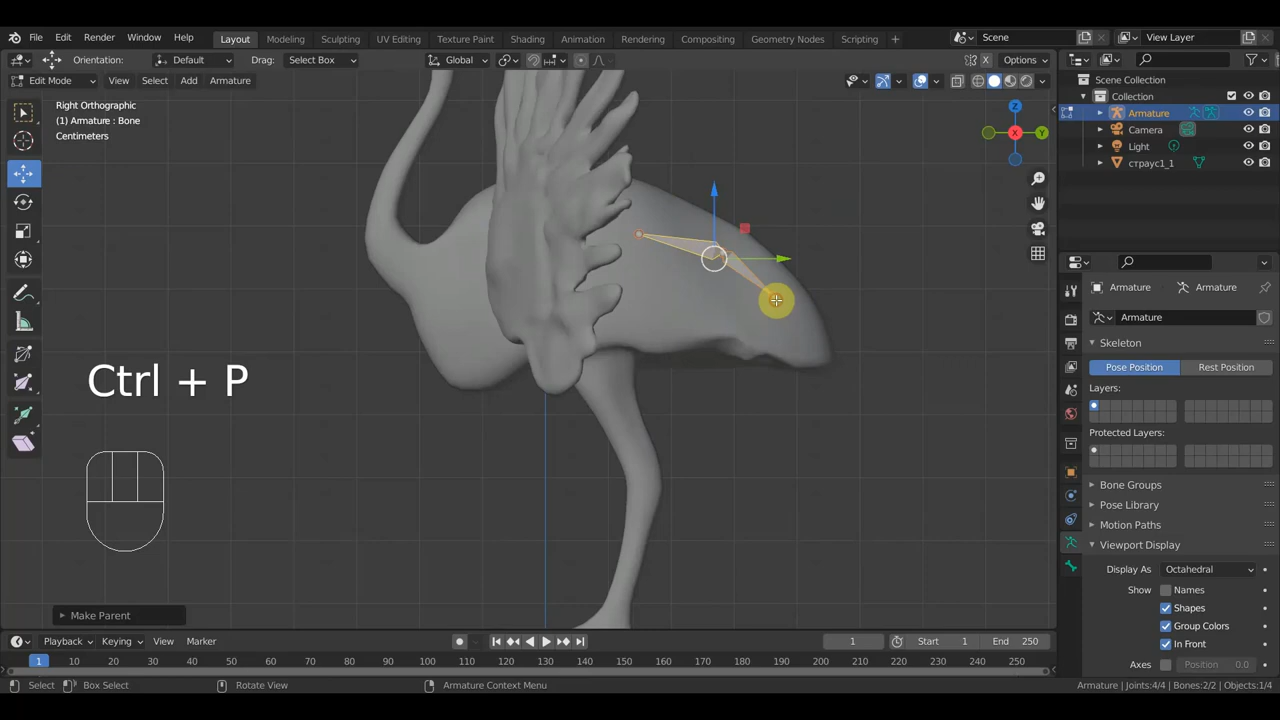 File Edit Render Window Help Layout Modeling Sculpting UV Editing Texture Paint Shading Animation Rendering Compositing Geometry Nodes Scripting + Scene View Layer
Orientation: Default Drag: Select Box Global Options
Edit Mode View Select Add Armature
Right Orthographic
(1) Armature : Bone
Centimeters
Z
X
Y
Scene Collection
Collection
Armature
Camera
Light
страус1_1
Armature Armature
Armature
Skeleton
Pose Position Rest Position
Layers:
Protected Layers:
Bone Groups
Pose Library
Motion Paths
Viewport Display
Display As Octahedral
Show Names
Shapes
Group Colors
In Front
Axes Position 0.0
Ctrl + P
Make Parent
Playback Keying View Marker 1 Start 1 End 250
1 10 20 30 40 50 60 70 80 90 100 110 120 130 140 150 160 170 180 190 200 210 220 230 240 250
Select Box Select Rotate View Armature Context Menu Armature | Joints:4/4 | Bones:2/2 | Objects:1/4